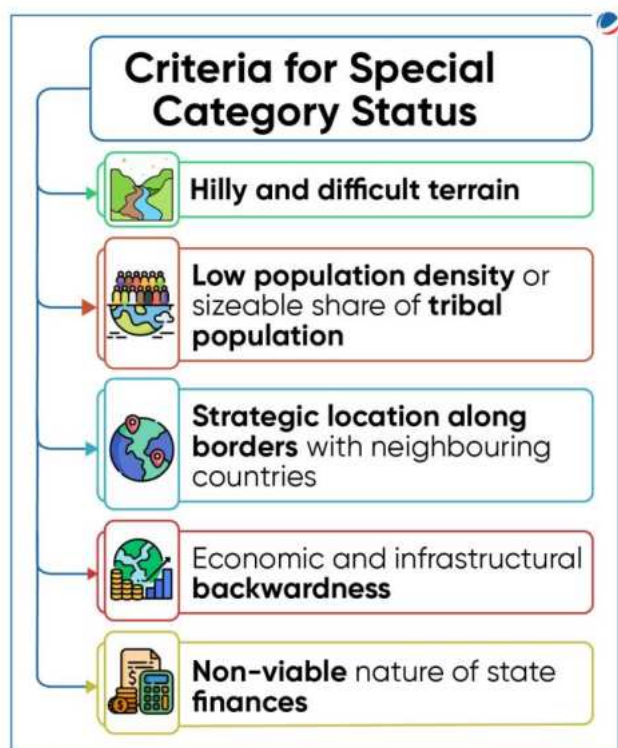 Criteria for Special
Category Status
Hilly and difficult terrain
Low population density or
sizeable share of tribal
population
Strategic location along
borders with neighbouring
countries
Economic and infrastructural
backwardness
Non-viable nature of state
finances